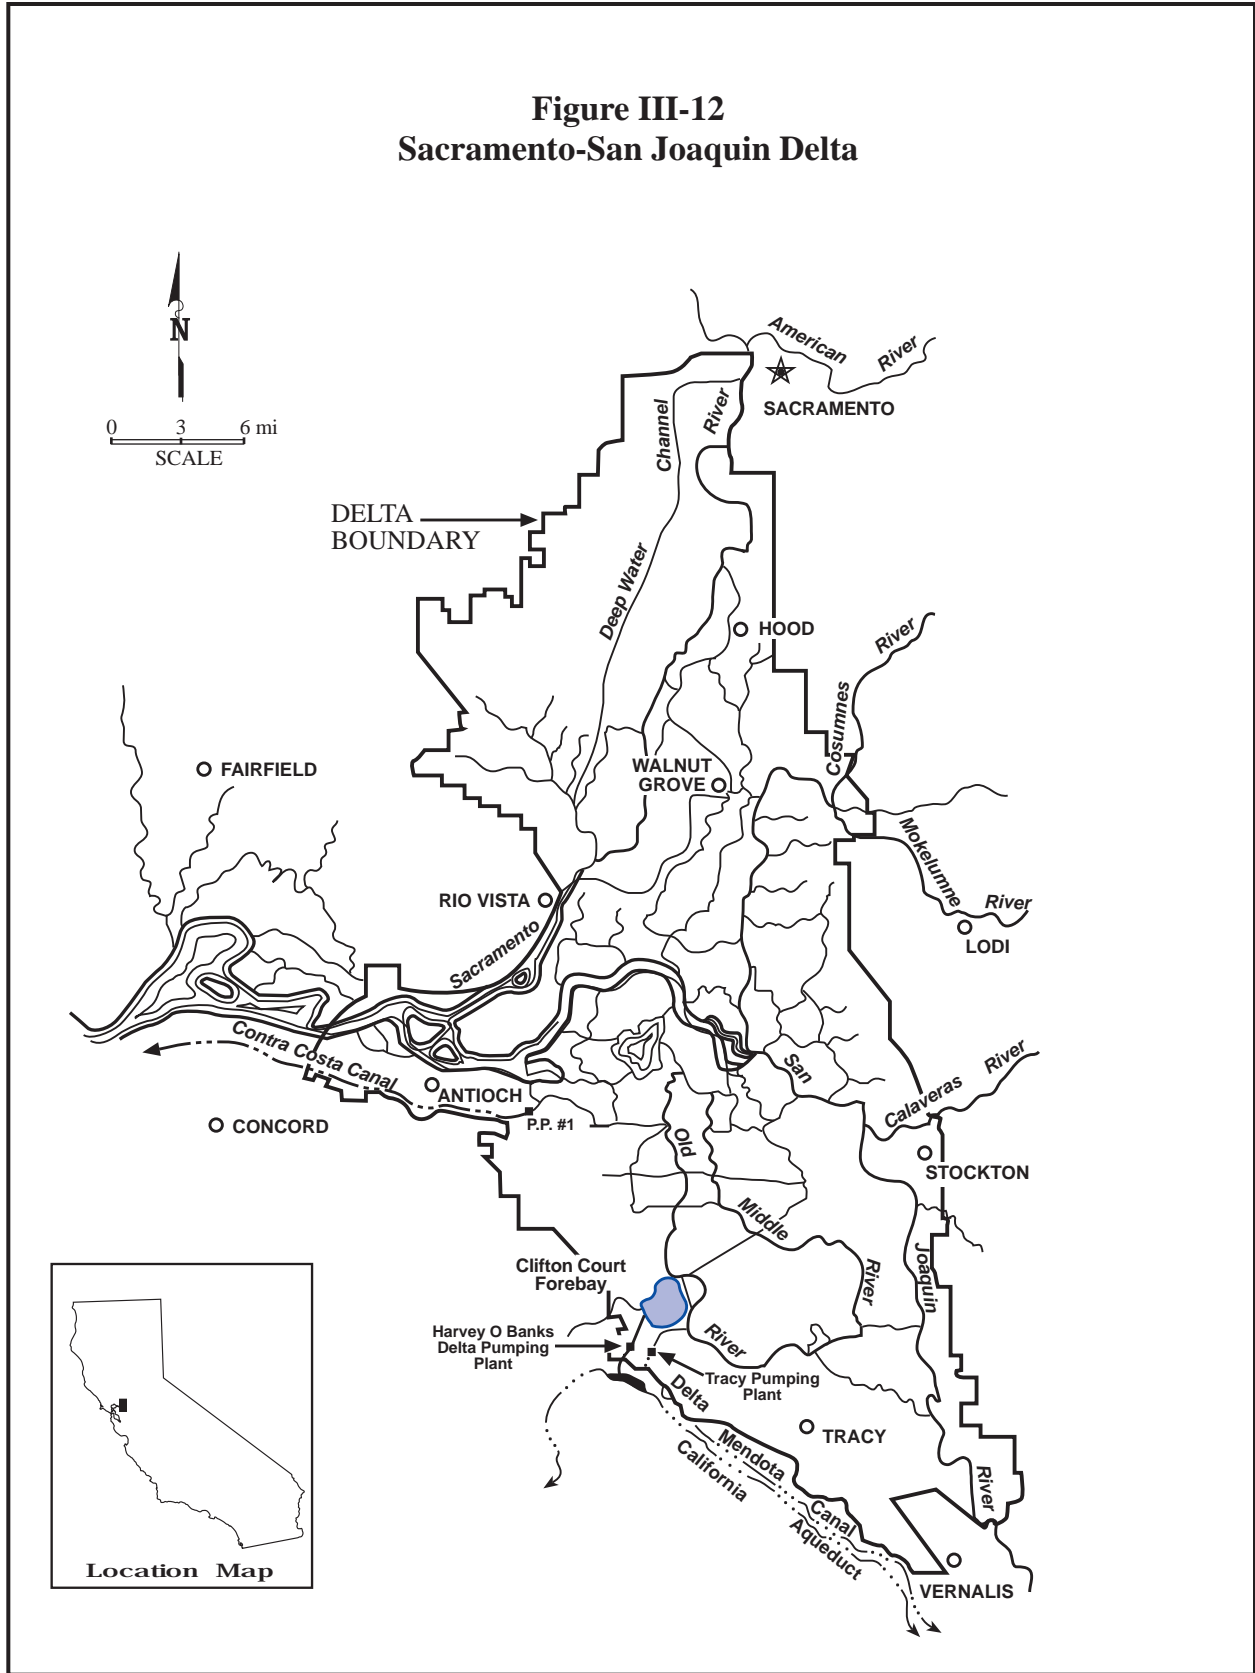 Figure III-12
Sacramento-San Joaquin Delta
N
0 3 6 mi
SCALE
American
River
SACRAMENTO
Channel
River
DELTA
BOUNDARY
Deep Water
HOOD
River
Cosumnes
FAIRFIELD
WALNUT
GROVE
Mokelumne
River
RIO VISTA
LODI
Sacramento
Contra Costa Canal
San
River
Calaveras
ANTIOCH
CONCORD
P.P. #1
Old
STOCKTON
Middle
Clifton Court
Forebay
River
Joaquin
Harvey O Banks
Delta Pumping
Plant
River
Tracy Pumping
Plant
Delta
TRACY
Mendota
California
River
Canal
Aqueduct
VERNALIS
Location Map